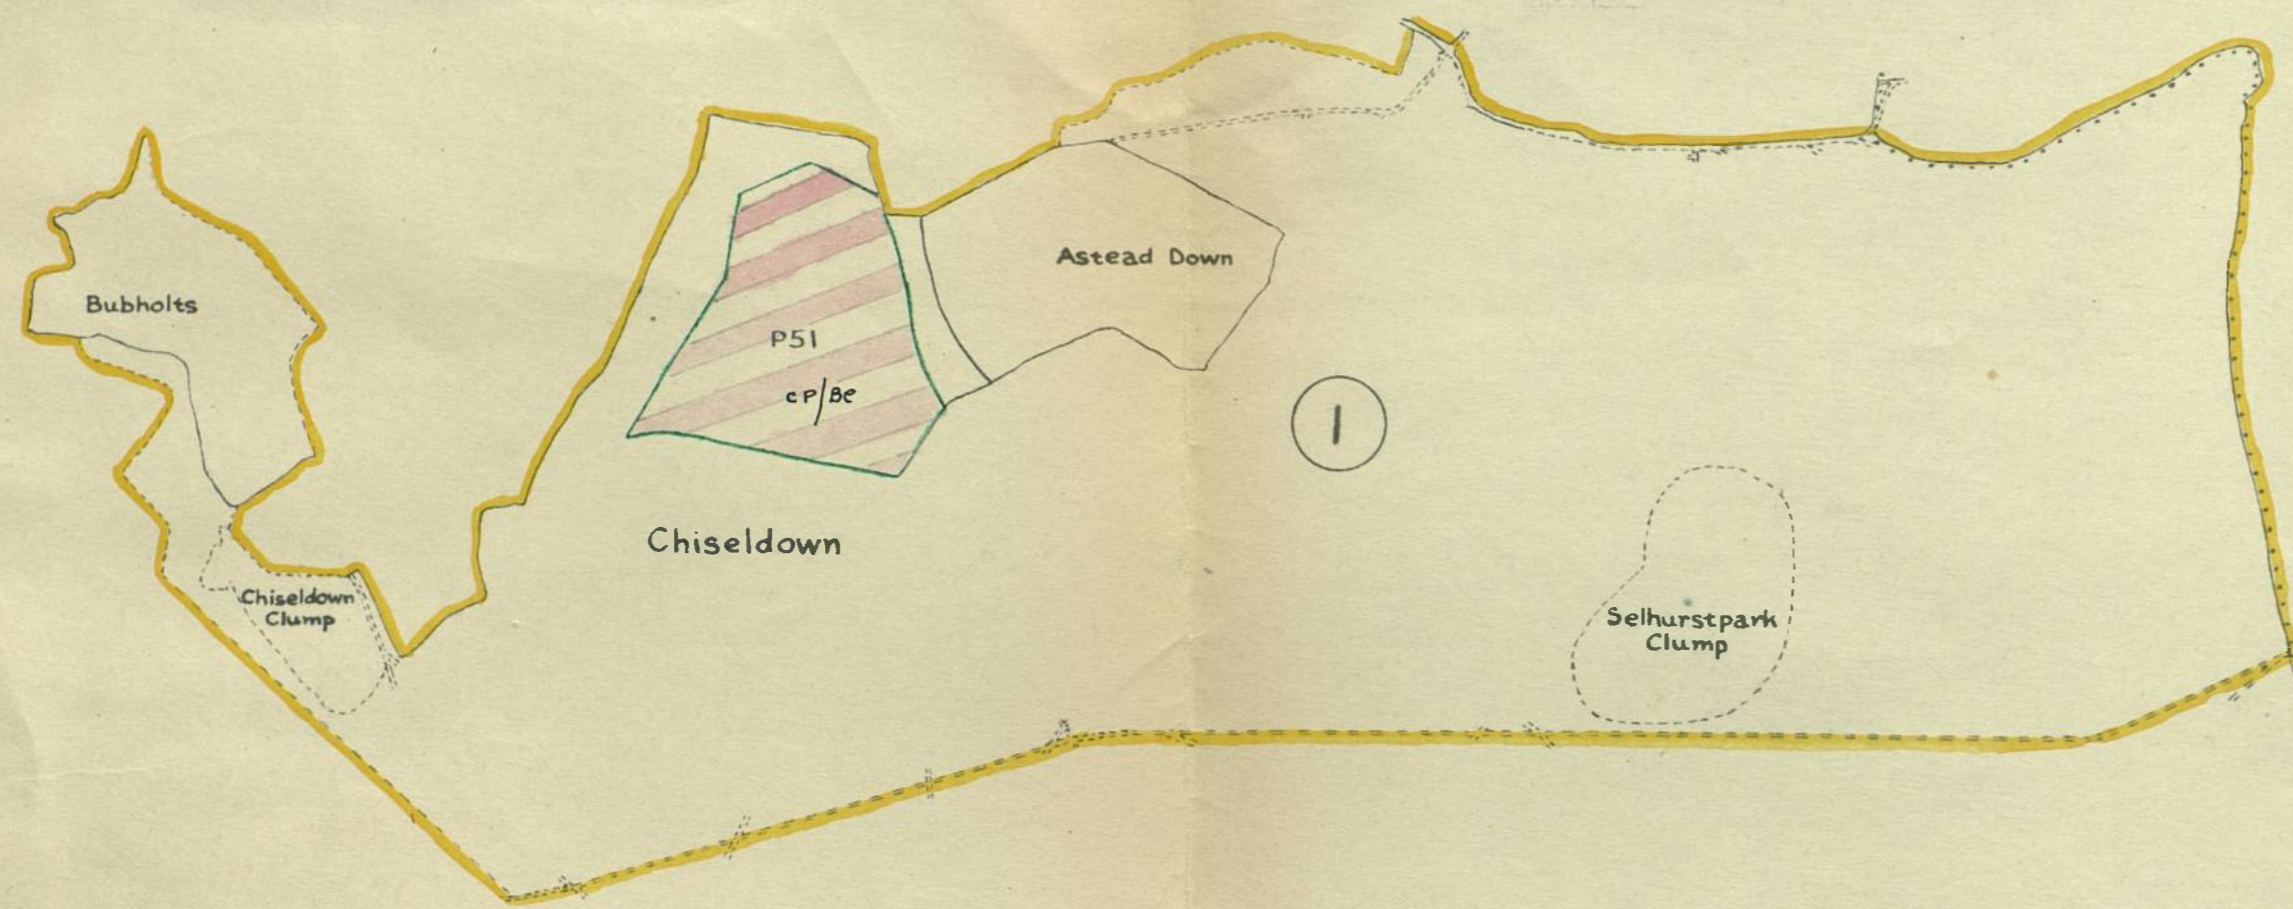 Astead Down
Bubholts
P51
CP/Be
1
Chiseldown
Chiseldown
Clump
Selhurstpark
Clump